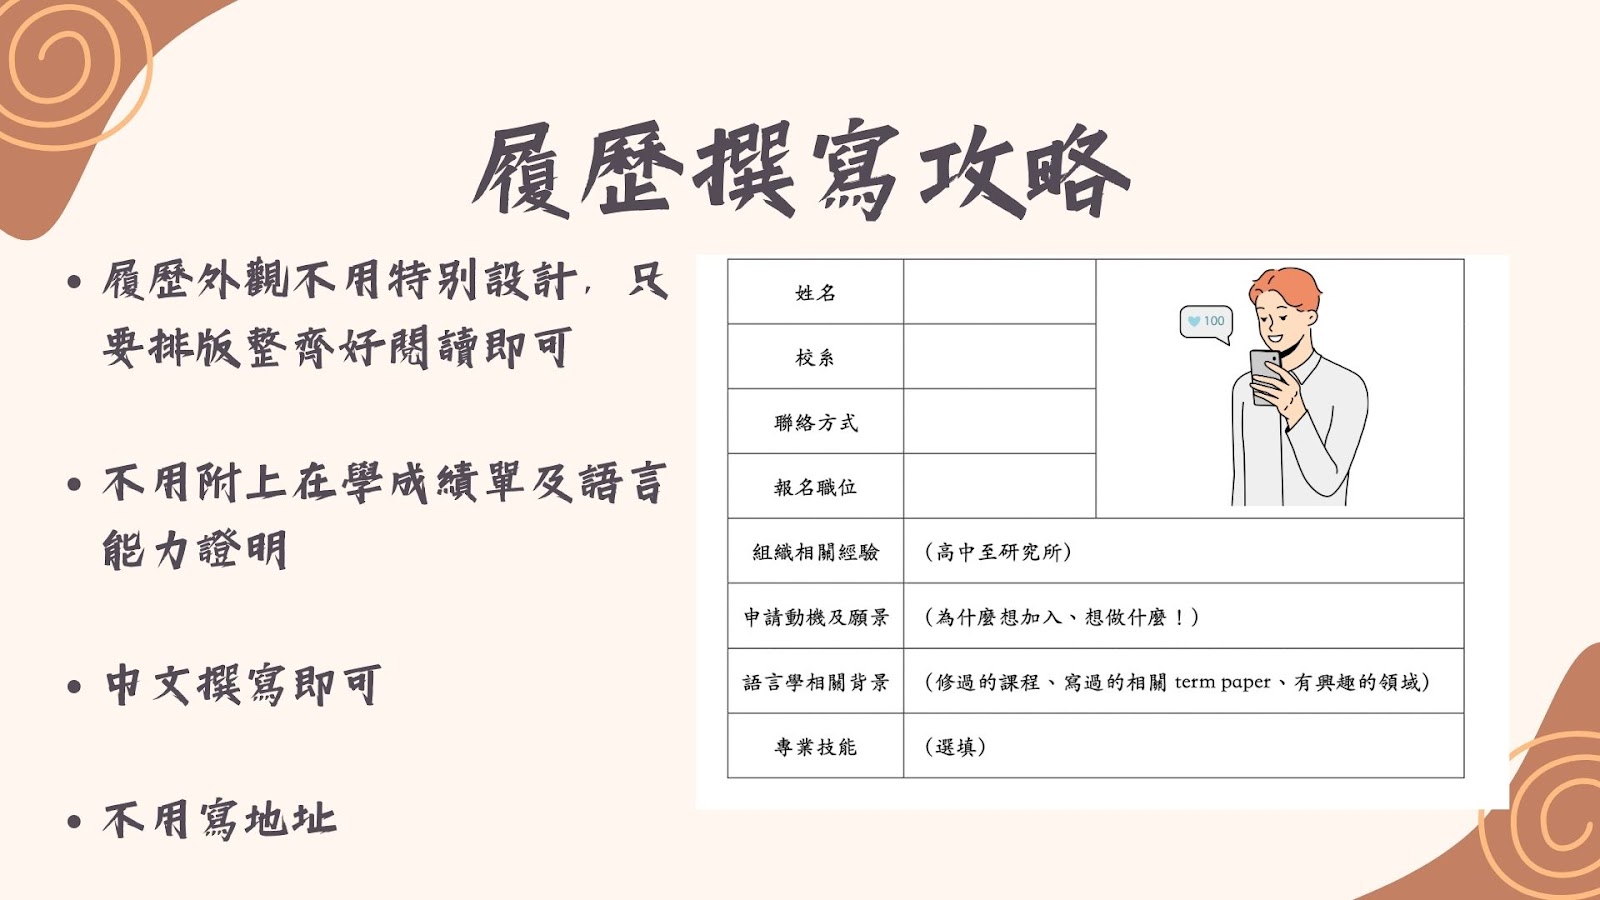 履歷撰寫攻略
• 履歷外觀不用特別設計，只
要排版整齊好閱讀即可
• 不用附上在學成績單及語言
能力證明
• 中文撰寫即可
• 不用寫地址
姓名
校系
聯絡方式
報名職位
100
組織相關經驗 （高中至研究所）
申請動機及願景 （為什麼想加入、想做什麼！）
語言學相關背景 （修過的課程、寫過的相關 term paper、有興趣的領域）
專業技能 （選填）